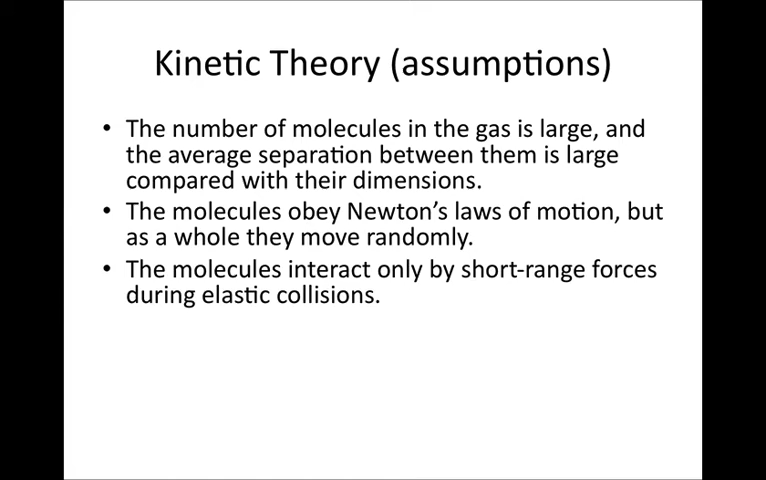 Kinetic Theory (assumptions)
• The number of molecules in the gas is large, and
the average separation between them is large
compared with their dimensions.
• The molecules obey Newton’s laws of motion, but
as a whole they move randomly.
• The molecules interact only by short-range forces
during elastic collisions.